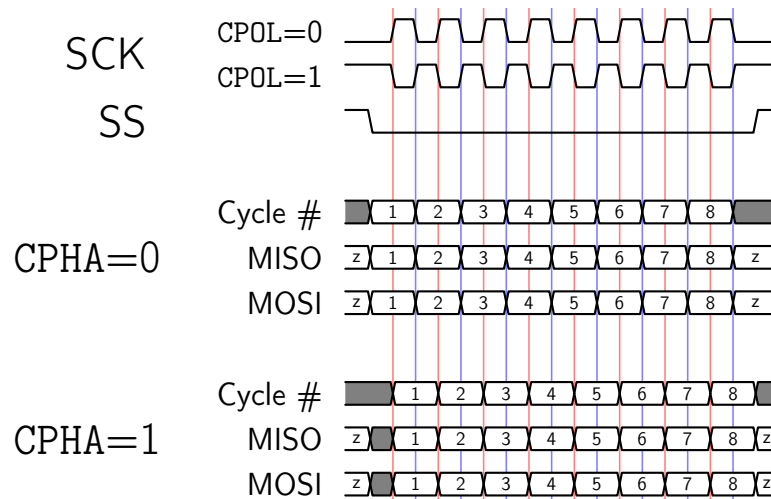 SCK CPOL=0
CPOL=1
SS
Cycle # 1 2 3 4 5 6 7 8
CPHA=0 MISO z 1 2 3 4 5 6 7 8 z
MOSI z 1 2 3 4 5 6 7 8 z
Cycle # 1 2 3 4 5 6 7 8
CPHA=1 MISO z 1 2 3 4 5 6 7 8 z
MOSI z 1 2 3 4 5 6 7 8 z